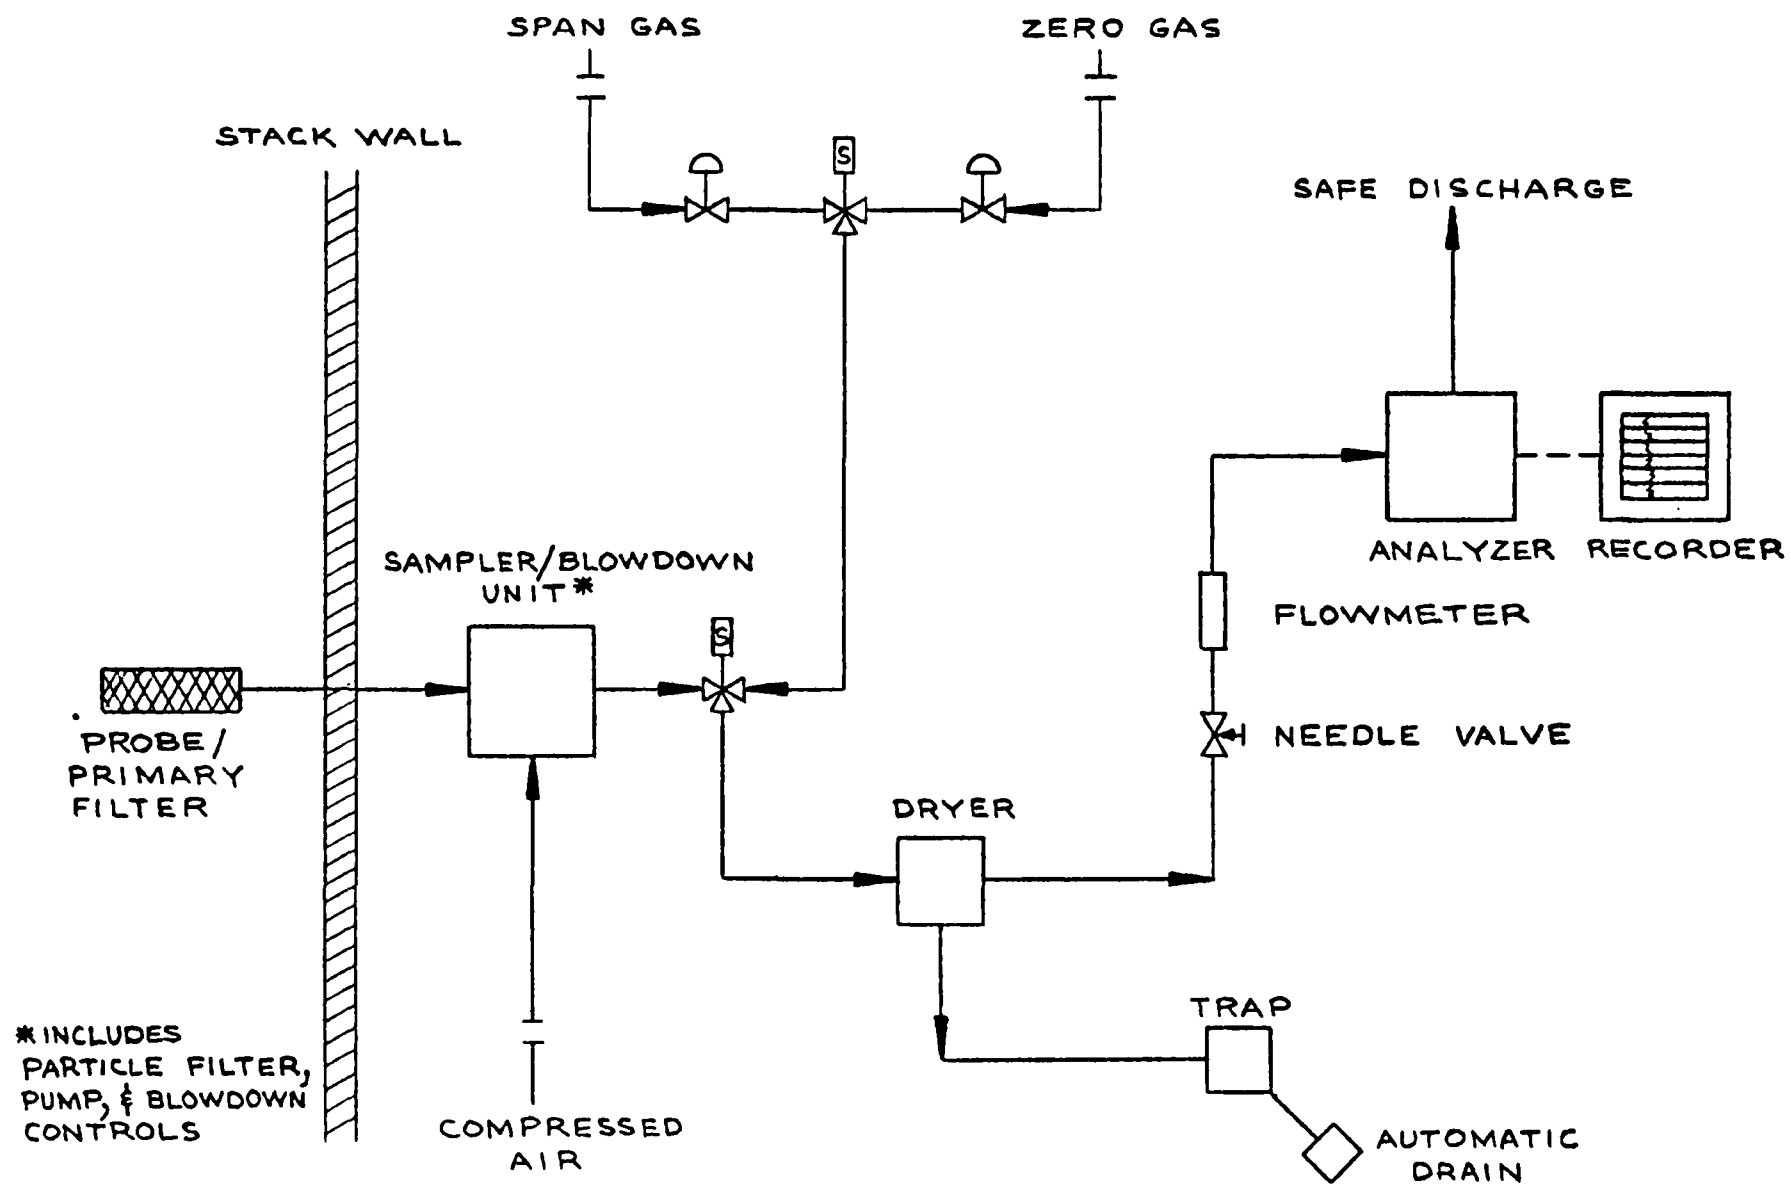 SPAN GAS
ZERO GAS
STACK WALL
S
SAFE DISCHARGE
ANALYZER
RECORDER
SAMPLER/BLOWDOWN
UNIT*
S
FLOWMETER
PROBE/
PRIMARY
FILTER
NEEDLE VALVE
DRYER
TRAP
*INCLUDES
PARTICLE FILTER,
PUMP, & BLOWDOWN
CONTROLS
COMPRESSED
AIR
AUTOMATIC
DRAIN